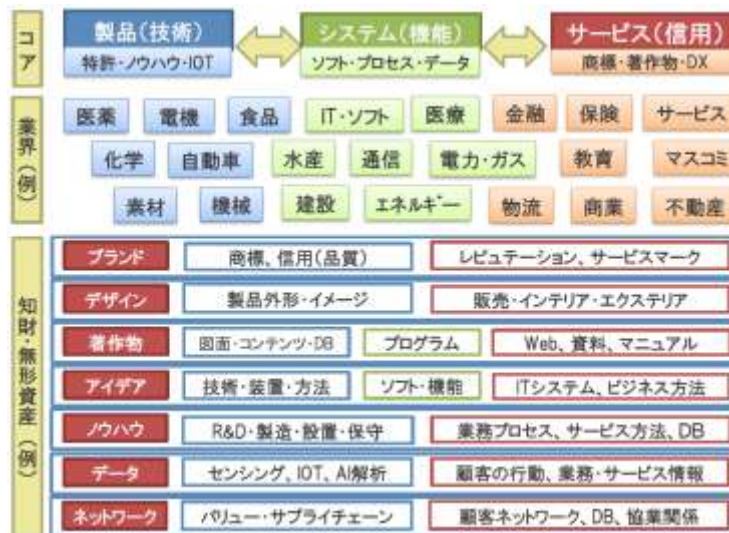 コア
製品(技術)
特許・ノウハウ・IOT
システム(機能)
ソフト・プロセス・データ
サービス(信用)
商標・著作物・DX
業界(例)
医薬 電機 食品 IT・ソフト 医療 金融 保険 サービス
化学 自動車 水産 通信 電力・ガス 教育 マスコミ
素材 機械 建設 エネルギー 物流 商業 不動産
知財・無形資産(例)
ブランド 商標、信用(品質) レピュテーション、サービスマーク
デザイン 製品外形・イメージ 販売・インテリア・エクステリア
著作物 図面・コンテンツ・DB プログラム Web、資料、マニュアル
アイデア 技術・装置・方法 ソフト・機能 ITシステム、ビジネス方法
ノウハウ R&D・製造・設置・保守 業務プロセス、サービス方法、DB
データ センシング、IOT、AI解析 顧客の行動、業務・サービス情報
ネットワーク バリュー・サプライチェーン 顧客ネットワーク、DB、協業関係